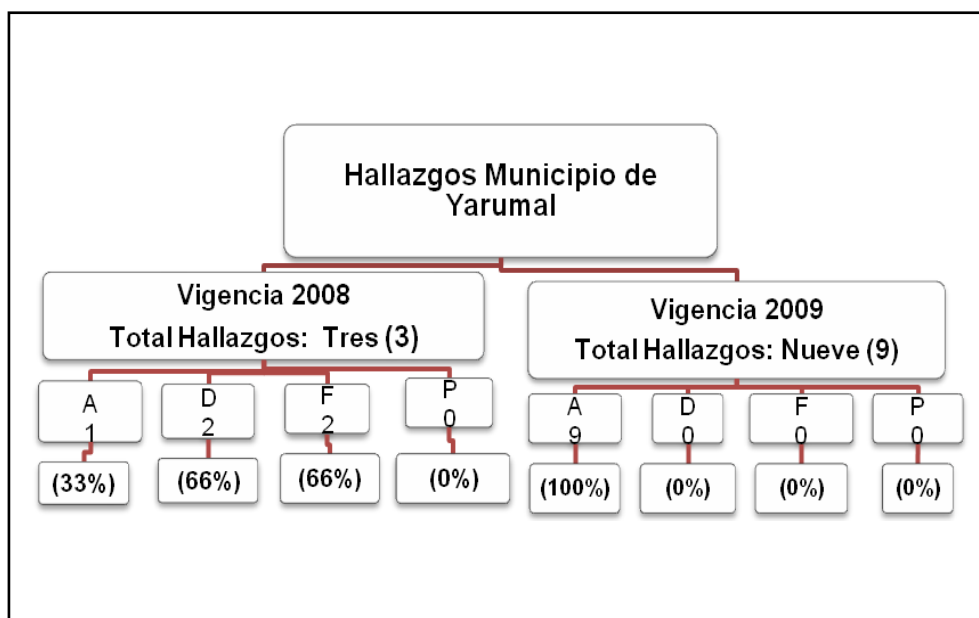 Hallazgos Municipio de
Yarumal
Vigencia 2008
Total Hallazgos: Tres (3)
A
1
D
2
F
2
P
0
(33%)
(66%)
(66%)
(0%)
Vigencia 2009
Total Hallazgos: Nueve (9)
A
9
D
0
F
0
P
0
(100%)
(0%)
(0%)
(0%)